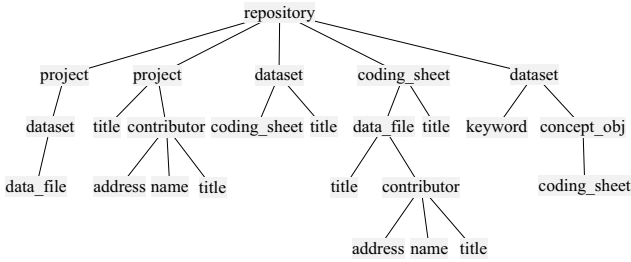 repository
project project dataset coding_sheet dataset
dataset title contributor coding_sheet title data_file title keyword concept_obj
data_file address name title title contributor coding_sheet
address name title